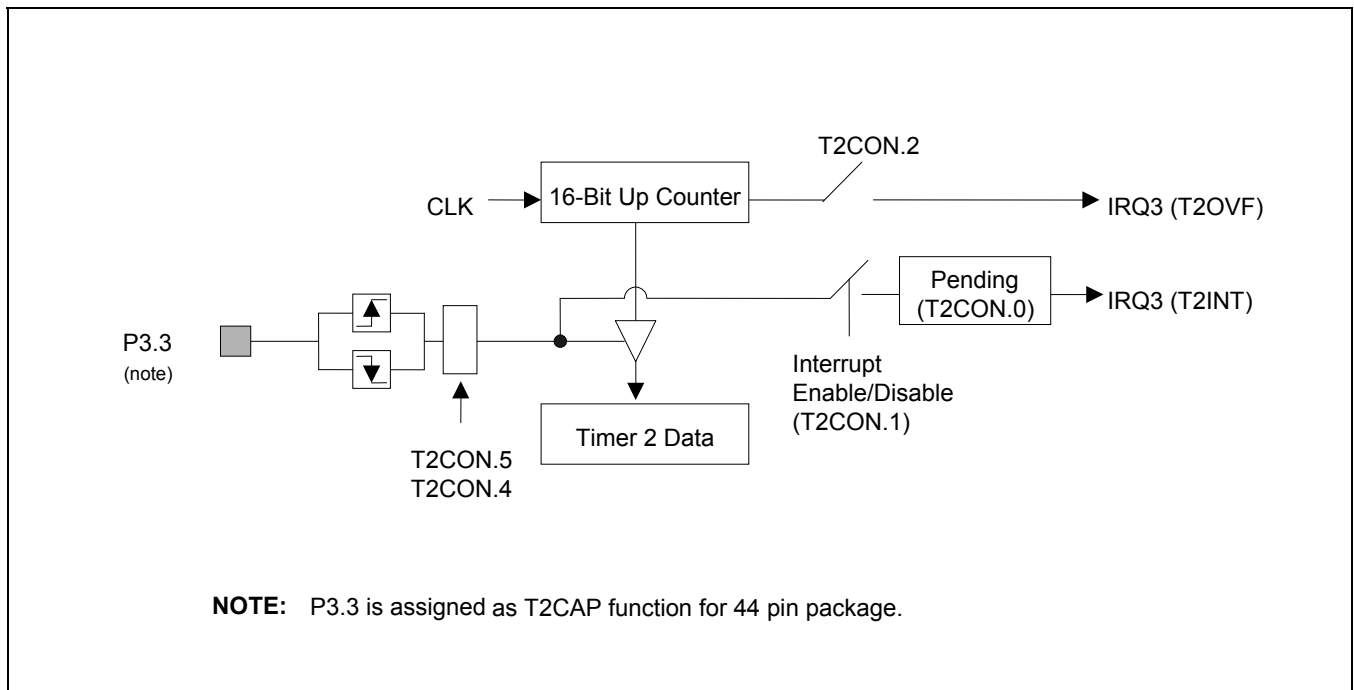 T2CON.2
CLK
16-Bit Up Counter
IRQ3 (T2OVF)
Pending
(T2CON.0)
IRQ3 (T2INT)
P3.3
(note)
Interrupt
Enable/Disable
(T2CON.1)
Timer 2 Data
T2CON.5
T2CON.4
NOTE: P3.3 is assigned as T2CAP function for 44 pin package.